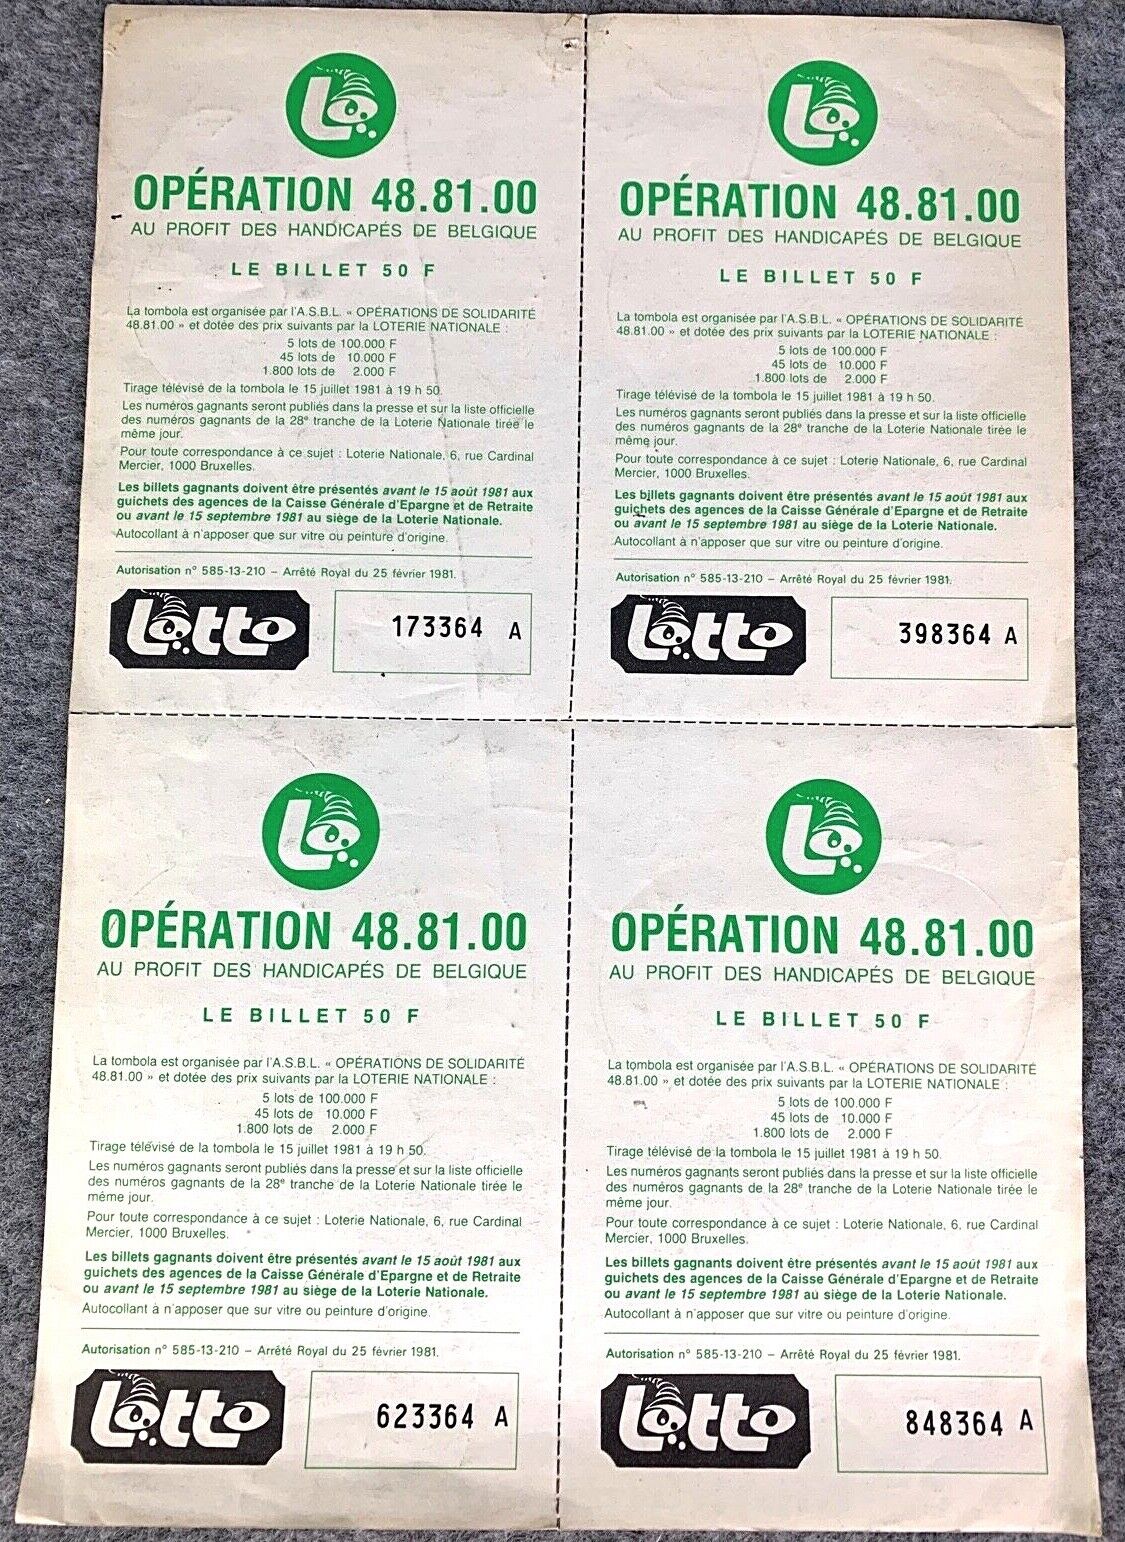 L
OPÉRATION 48.81.00
AU PROFIT DES HANDICAPÉS DE BELGIQUE
LE BILLET 50 F
La tombola est organisée par l'A.S.B.L. « OPÉRATIONS DE SOLIDARITÉ
48.81.00 » et dotée des prix suivants par la LOTERIE NATIONALE :
5 lots de 100.000 F
45 lots de 10.000 F
1.800 lots de 2.000 F
Tirage télévisé de la tombola le 15 juillet 1981 à 19 h 50.
Les numéros gagnants seront publiés dans la presse et sur la liste officielle
des numéros gagnants de la 28e tranche de la Loterie Nationale tirée le
même jour.
Pour toute correspondance à ce sujet : Loterie Nationale, 6, rue Cardinal
Mercier, 1000 Bruxelles.
Les billets gagnants doivent être présentés avant le 15 août 1981 aux
guichets des agences de la Caisse Générale d'Epargne et de Retraite
ou avant le 15 septembre 1981 au siège de la Loterie Nationale.
Autocollant à n'apposer que sur vitre ou peinture d'origine.
Autorisation n° 585-13-210 – Arrêté Royal du 25 février 1981.
Lotto
173364 A
L
OPÉRATION 48.81.00
AU PROFIT DES HANDICAPÉS DE BELGIQUE
LE BILLET 50 F
La tombola est organisée par l'A.S.B.L. « OPÉRATIONS DE SOLIDARITÉ
48.81.00 » et dotée des prix suivants par la LOTERIE NATIONALE :
5 lots de 100.000 F
45 lots de 10.000 F
1.800 lots de 2.000 F
Tirage télévisé de la tombola le 15 juillet 1981 à 19 h 50.
Les numéros gagnants seront publiés dans la presse et sur la liste officielle
des numéros gagnants de la 28e tranche de la Loterie Nationale tirée le
même jour.
Pour toute correspondance à ce sujet : Loterie Nationale, 6, rue Cardinal
Mercier, 1000 Bruxelles.
Les billets gagnants doivent être présentés avant le 15 août 1981 aux
guichets des agences de la Caisse Générale d'Epargne et de Retraite
ou avant le 15 septembre 1981 au siège de la Loterie Nationale.
Autocollant à n'apposer que sur vitre ou peinture d'origine.
Autorisation n° 585-13-210 – Arrêté Royal du 25 février 1981.
Lotto
398364 A
L
OPÉRATION 48.81.00
AU PROFIT DES HANDICAPÉS DE BELGIQUE
LE BILLET 50 F
La tombola est organisée par l'A.S.B.L. « OPÉRATIONS DE SOLIDARITÉ
48.81.00 » et dotée des prix suivants par la LOTERIE NATIONALE :
5 lots de 100.000 F
45 lots de 10.000 F
1.800 lots de 2.000 F
Tirage télévisé de la tombola le 15 juillet 1981 à 19 h 50.
Les numéros gagnants seront publiés dans la presse et sur la liste officielle
des numéros gagnants de la 28e tranche de la Loterie Nationale tirée le
même jour.
Pour toute correspondance à ce sujet : Loterie Nationale, 6, rue Cardinal
Mercier, 1000 Bruxelles.
Les billets gagnants doivent être présentés avant le 15 août 1981 aux
guichets des agences de la Caisse Générale d'Epargne et de Retraite
ou avant le 15 septembre 1981 au siège de la Loterie Nationale.
Autocollant à n'apposer que sur vitre ou peinture d'origine.
Autorisation n° 585-13-210 – Arrêté Royal du 25 février 1981.
Lotto
623364 A
L
OPÉRATION 48.81.00
AU PROFIT DES HANDICAPÉS DE BELGIQUE
LE BILLET 50 F
La tombola est organisée par l'A.S.B.L. « OPÉRATIONS DE SOLIDARITÉ
48.81.00 » et dotée des prix suivants par la LOTERIE NATIONALE :
5 lots de 100.000 F
45 lots de 10.000 F
1.800 lots de 2.000 F
Tirage télévisé de la tombola le 15 juillet 1981 à 19 h 50.
Les numéros gagnants seront publiés dans la presse et sur la liste officielle
des numéros gagnants de la 28e tranche de la Loterie Nationale tirée le
même jour.
Pour toute correspondance à ce sujet : Loterie Nationale, 6, rue Cardinal
Mercier, 1000 Bruxelles.
Les billets gagnants doivent être présentés avant le 15 août 1981 aux
guichets des agences de la Caisse Générale d'Epargne et de Retraite
ou avant le 15 septembre 1981 au siège de la Loterie Nationale.
Autocollant à n'apposer que sur vitre ou peinture d'origine.
Autorisation n° 585-13-210 – Arrêté Royal du 25 février 1981.
Lotto
848364 A